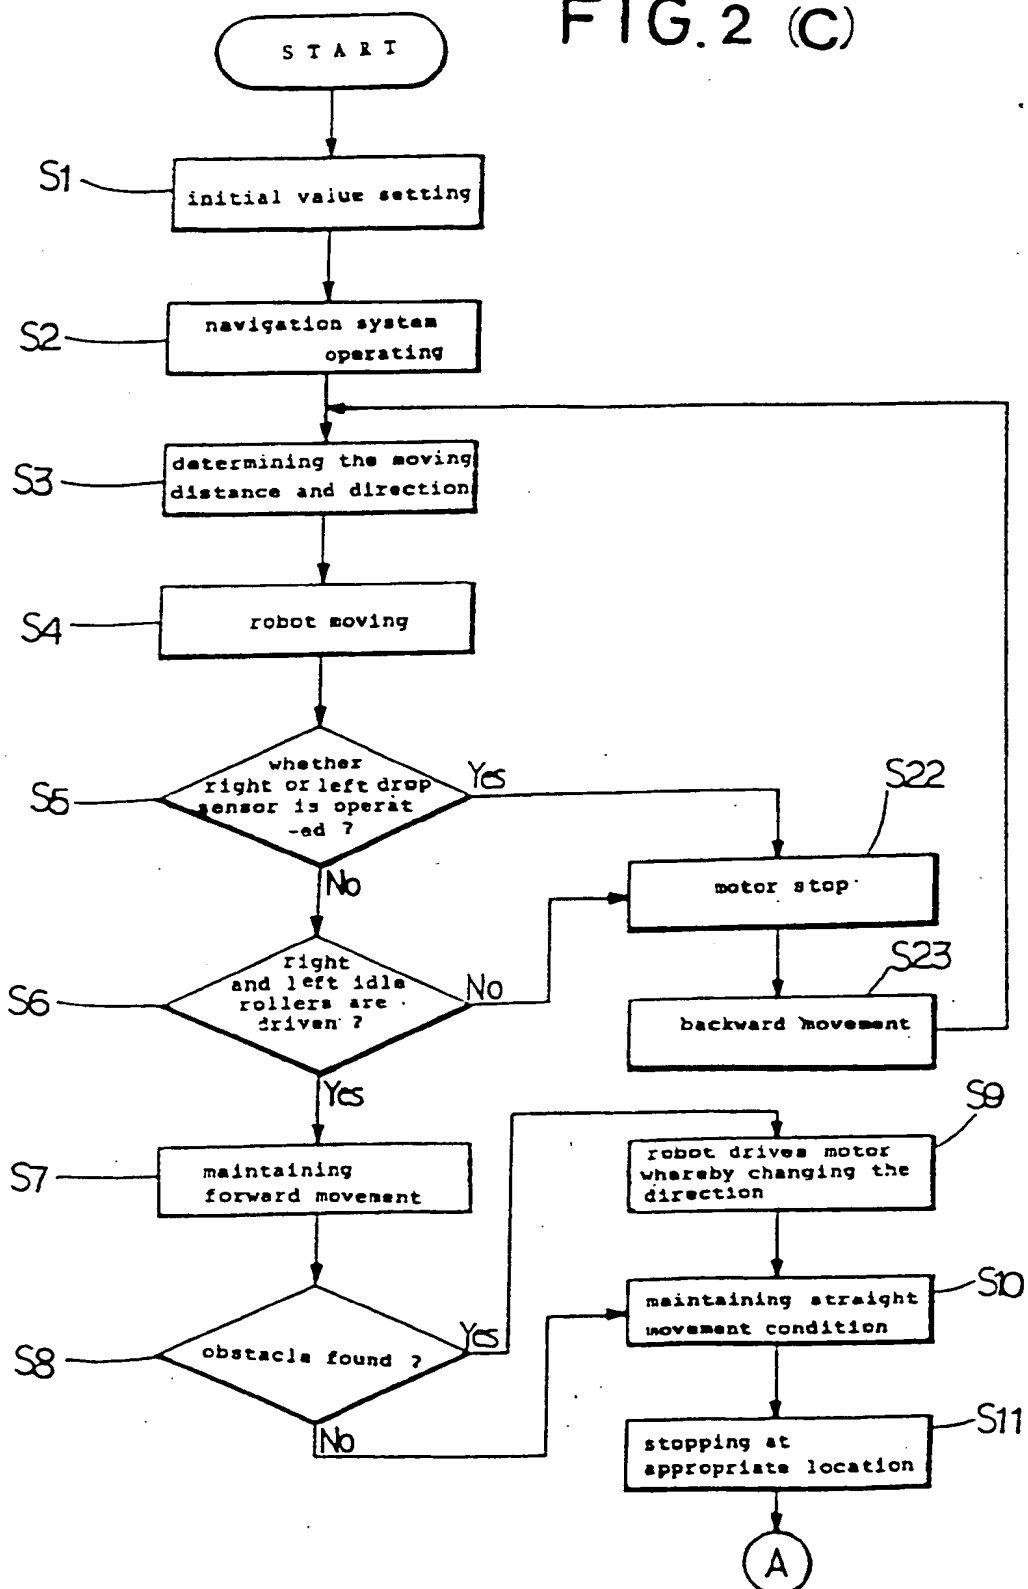 FIG. 2 (C)
START
S1
initial value setting
S2
navigation system
operating
S3
determining the moving
distance and direction
S4
robot moving
S5
whether
right or left drop
sensor is operat
-ed ?
Yes
No
S22
motor stop
S23
backward movement
S6
right
and left idle
rollers are
driven ?
No
Yes
S7
maintaining
forward movement
S9
robot drives motor
whereby changing the
direction
S8
obstacle found ?
Yes
No
S10
maintaining straight
movement condition
S11
stopping at
appropriate location
A